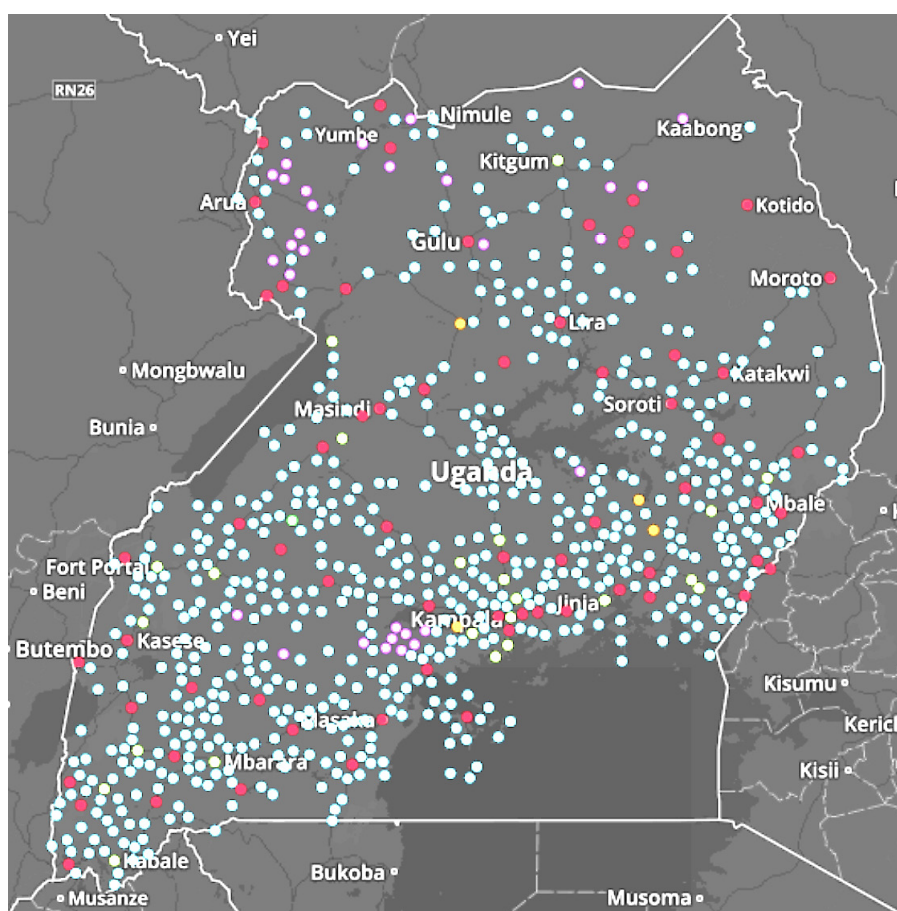 Yei
RN26
Nimule
Yumbe
Kaabong
Kitgum
Arua
Kotido
Gulu
Moroto
Lira
Mongbwalu
Katakwi
Masindi
Soroti
Bunia
Uganda
Mbale
Fort Portal
Beni
Jinja
Kampala
Kasese
Butembo
Kisumu
Masaka
Kerich
Mbarara
Kisii
Kabale
Bukoba
Musanze
Musoma